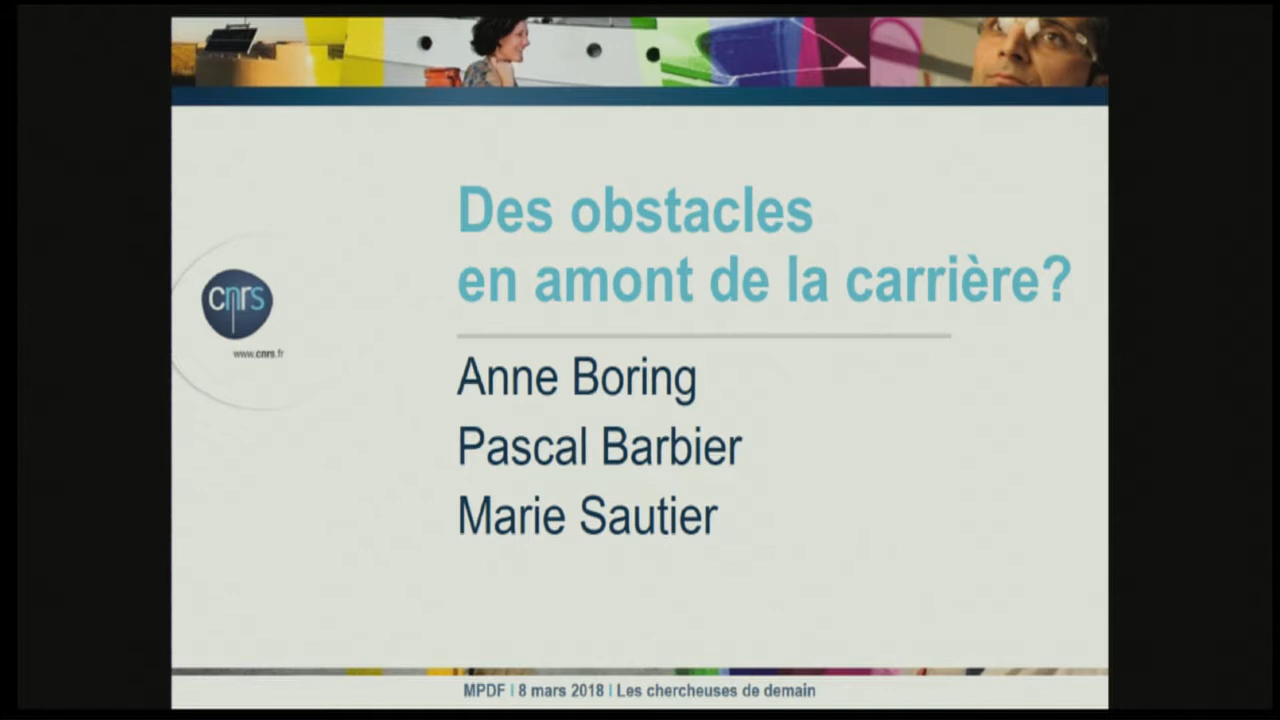 Des obstacles
en amont de la carrière?
cnrs
www.cnrs.fr
Anne Boring
Pascal Barbier
Marie Sautier
MPDF | 8 mars 2018 | Les chercheuses de demain